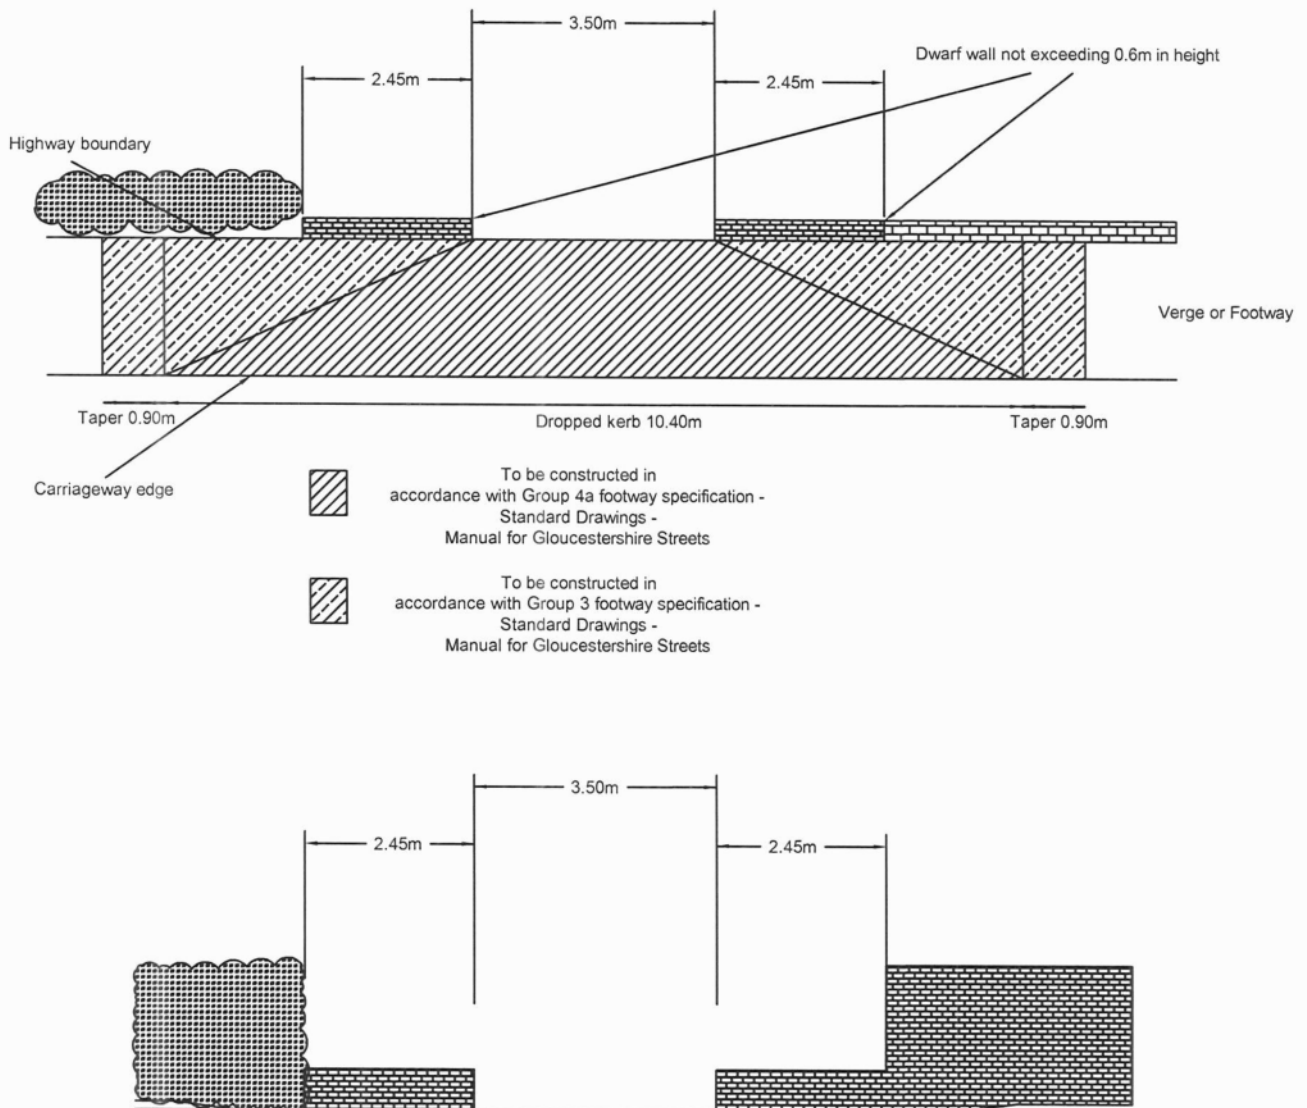 3.50m
Dwarf wall not exceeding 0.6m in height
2.45m
2.45m
Highway boundary
Verge or Footway
Taper 0.90m
Dropped kerb 10.40m
Taper 0.90m
Carriageway edge
To be constructed in
accordance with Group 4a footway specification -
Standard Drawings -
Manual for Gloucestershire Streets
To be constructed in
accordance with Group 3 footway specification -
Standard Drawings -
Manual for Gloucestershire Streets
3.50m
2.45m
2.45m